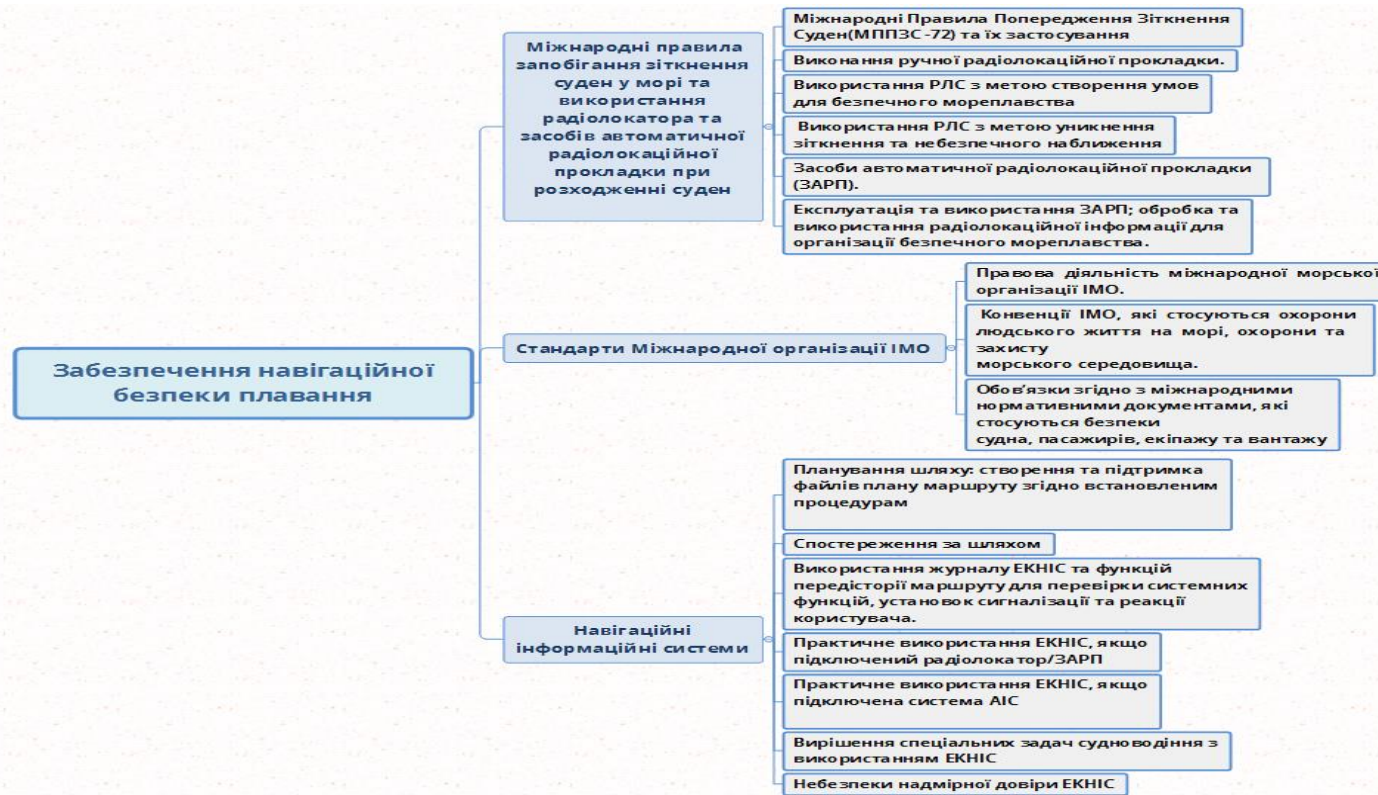 Забезпечення навігаційної
безпеки плавання
Міжнародні правила
запобігання зіткнення
суден у морі та
використання
радіолокатора та
засобів автоматичної
радіолокаційної
прокладки при
розходженні суден
Міжнародні Правила Попередження Зіткнення
Суден(МППЗС -72) та їх застосування
Виконання ручної радіолокаційної прокладки.
Використання РЛС з метою створення умов
для безпечного мореплавства
Використання РЛС з метою уникнення
зіткнення та небезпечного наближення
Засоби автоматичної радіолокаційної прокладки
(ЗАРП).
Експлуатація та використання ЗАРП; обробка та
використання радіолокаційної інформації для
організації безпечного мореплавства.
Стандарти Міжнародної організації ІМО
Правова діяльність міжнародної морської
організації ІМО.
Конвенції ІМО, які стосуються охорони
людського життя на морі, охорони та
захисту
морського середовища.
Обов'язки згідно з міжнародними
нормативними документами, які
стосуються безпеки
судна, пасажирів, екіпажу та вантажу
Навігаційні
інформаційні системи
Планування шляху: створення та підтримка
файлів плану маршруту згідно встановленим
процедурам
Спостереження за шляхом
Використання журналу ЕКНІС та функцій
передісторії маршруту для перевірки системних
функцій, установок сигналізації та реакції
користувача.
Практичне використання ЕКНІС, якщо
підключений радіолокатор/ЗАРП
Практичне використання ЕКНІС, якщо
підключена система АІС
Вирішення спеціальних задач судноводіння з
використанням ЕКНІС
Небезпеки надмірної довіри ЕКНІС